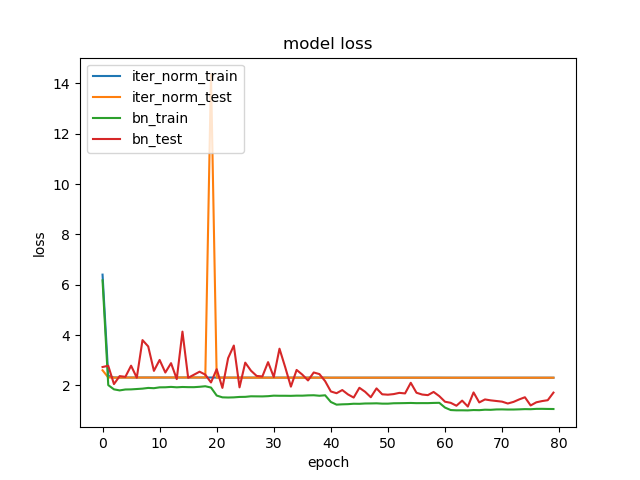 model loss
iter_norm_train
iter_norm_test
bn_train
bn_test
14
12
10
8
6
4
2
loss
0 10 20 30 40 50 60 70 80
epoch